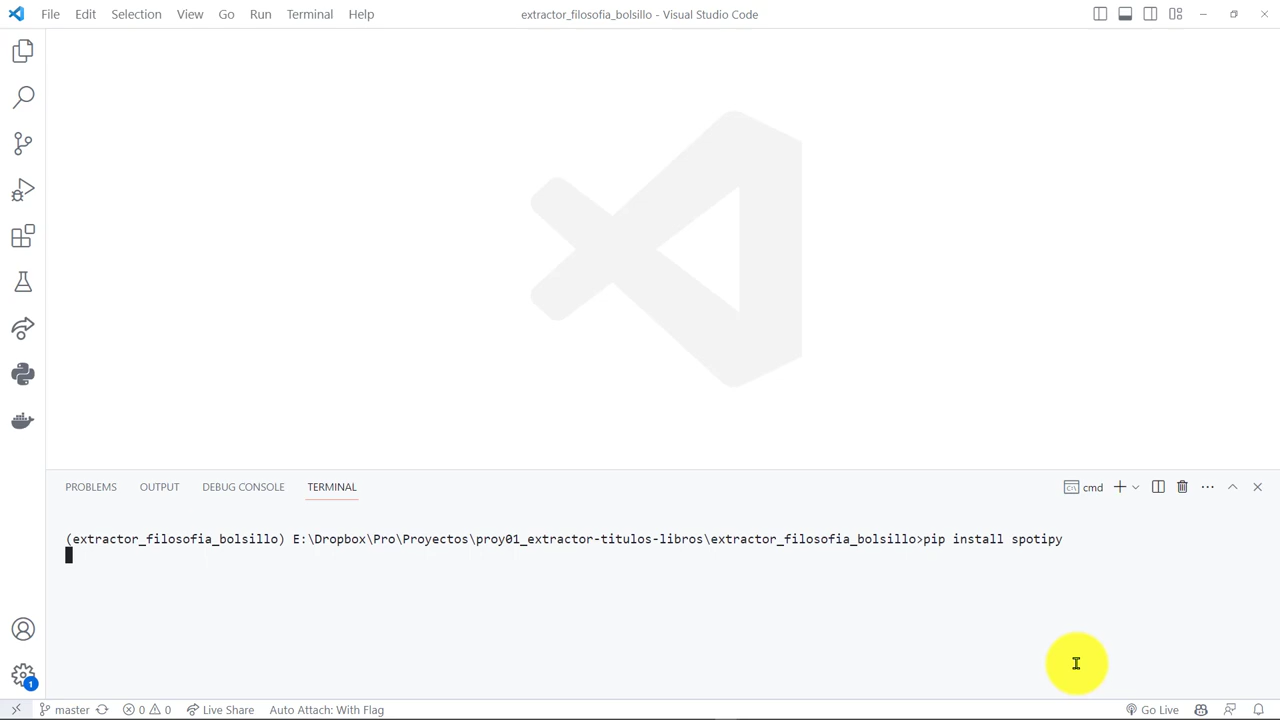 File Edit Selection View Go Run Terminal Help
extractor_filosofia_bolsillo - Visual Studio Code
PROBLEMS OUTPUT DEBUG CONSOLE TERMINAL
cmd
(extractor_filosofia_bolsillo) E:\Dropbox\Pro\Proyectos\proy01_extractor-titulos-libros\extractor_filosofia_bolsillo>pip install spotipy
1
master 0 0 Live Share Auto Attach: With Flag Go Live